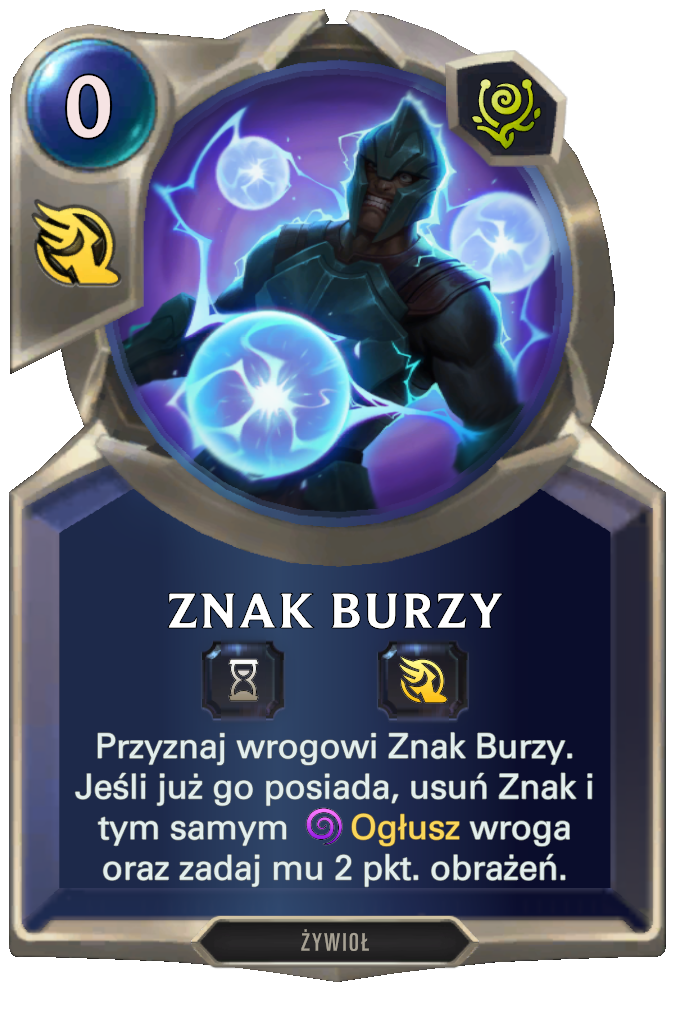 0
ZNAK BURZY
Przyznaj wrogowi Znak Burzy.
Jeśli już go posiada, usuń Znak i
tym samym Ogłusz wroga
oraz zadaj mu 2 pkt. obrażeń.
ŻYWIOŁ